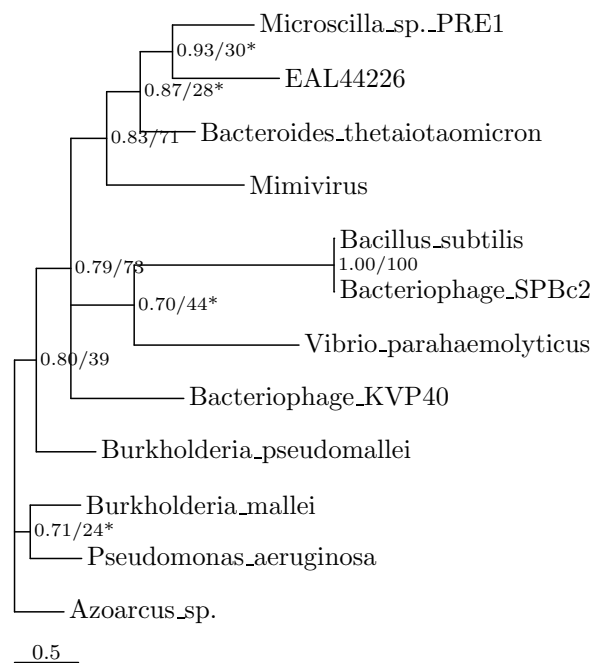 Microscilla_sp._PRE1
0.93/30*
EAL44226
0.87/28*
Bacteroides_thetaiotaomicron
0.83/71
Mimivirus
Bacillus_subtilis
1.00/100
0.79/73
Bacteriophage_SPBc2
0.70/44*
Vibrio_parahaemolyticus
0.80/39
Bacteriophage_KVP40
Burkholderia_pseudomallei
Burkholderia_mallei
0.71/24*
Pseudomonas_aeruginosa
Azoarcus_sp.
0.5